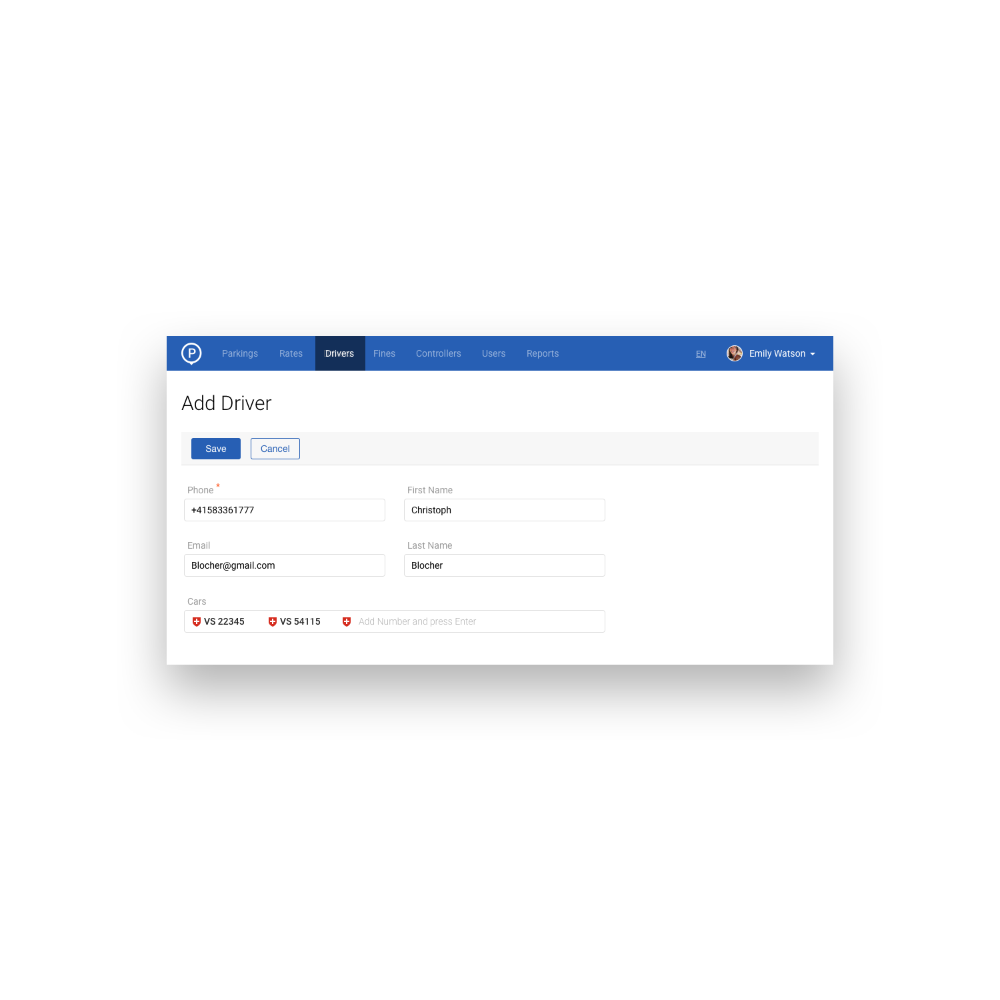 P Parkings Rates Drivers Fines Controllers Users Reports EN Emily Watson
Add Driver
Save Cancel
Phone * First Name
+41583361777 Christoph
Email Last Name
Blocher@gmail.com Blocher
Cars
VS 22345 VS 54115 Add Number and press Enter